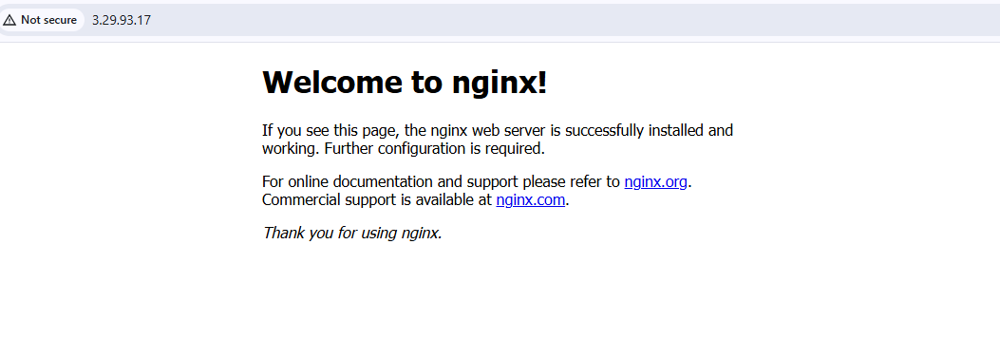 Not secure 3.29.93.17
Welcome to nginx!
If you see this page, the nginx web server is successfully installed and
working. Further configuration is required.
For online documentation and support please refer to nginx.org.
Commercial support is available at nginx.com.
Thank you for using nginx.